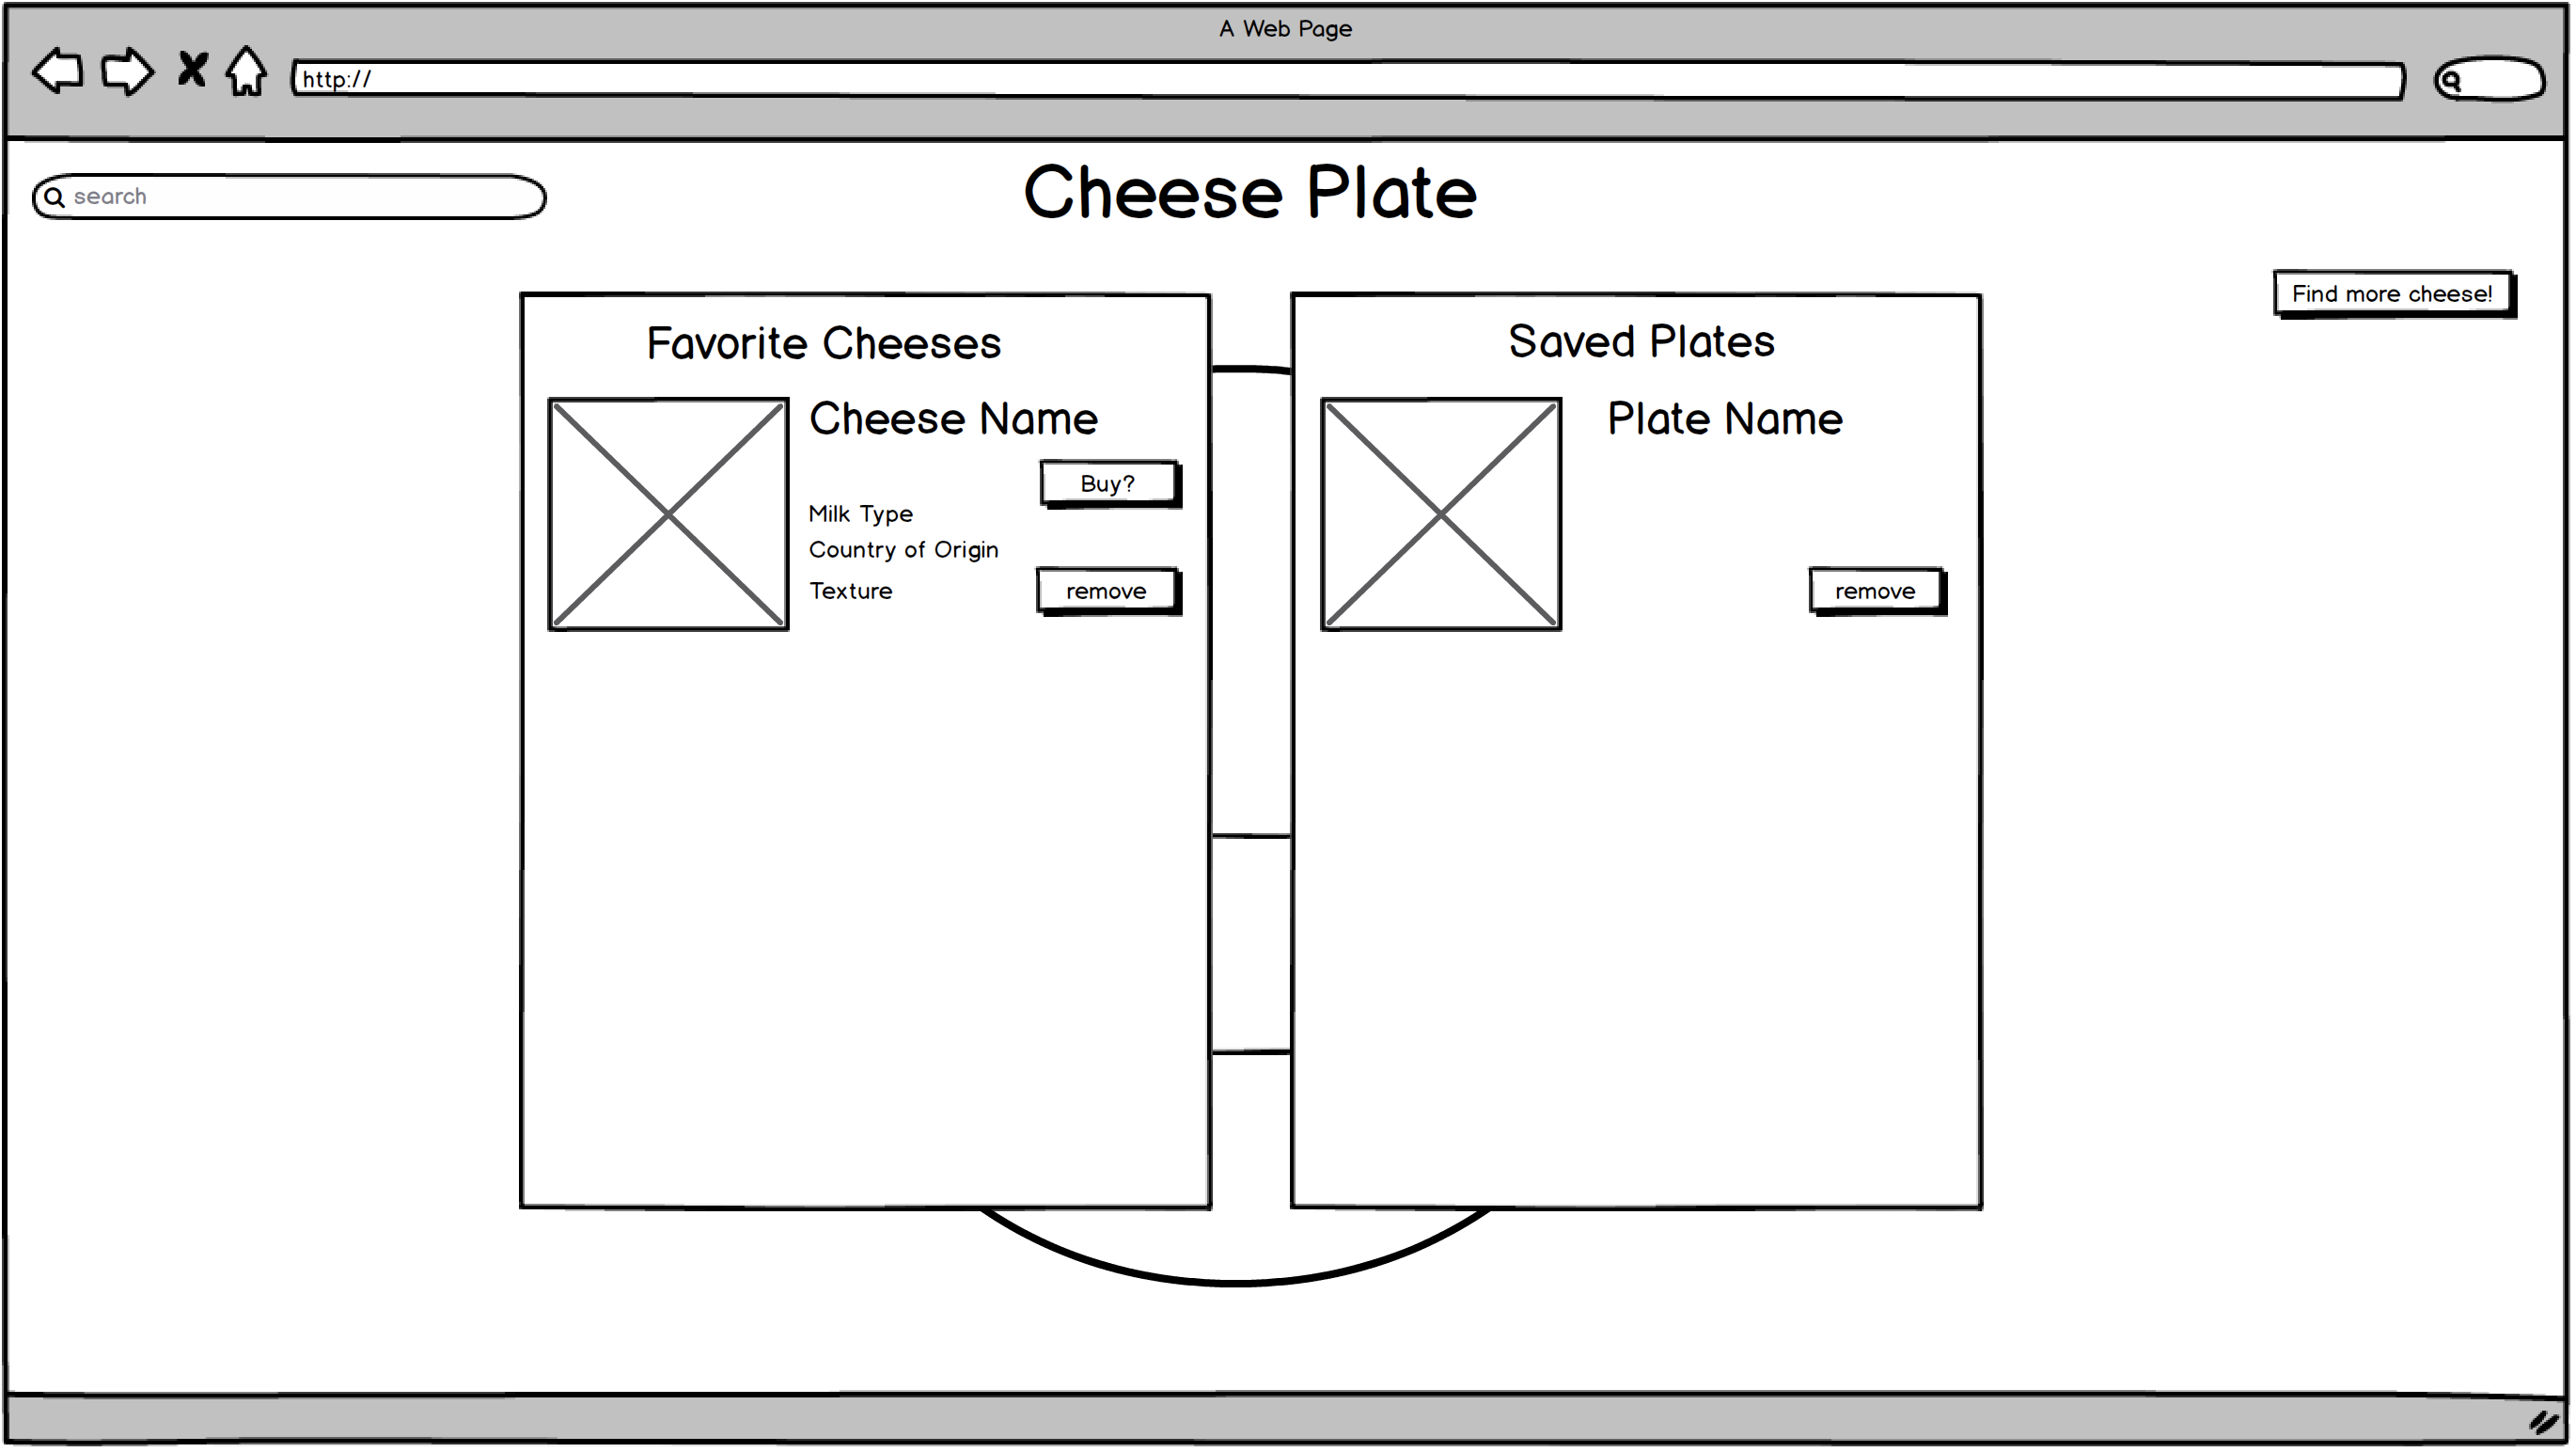 A Web Page
http://
search
Cheese Plate
Find more cheese!
Favorite Cheeses
Cheese Name
Buy?
Milk Type
Country of Origin
Texture
remove
Saved Plates
Plate Name
remove